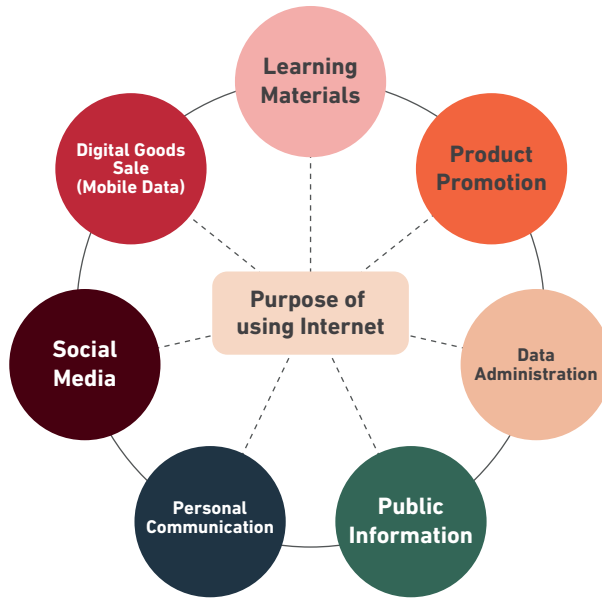 Learning
Materials
Product
Promotion
Data
Administration
Public
Information
Personal
Communication
Social
Media
Digital Goods
Sale
(Mobile Data)
Purpose of
using Internet